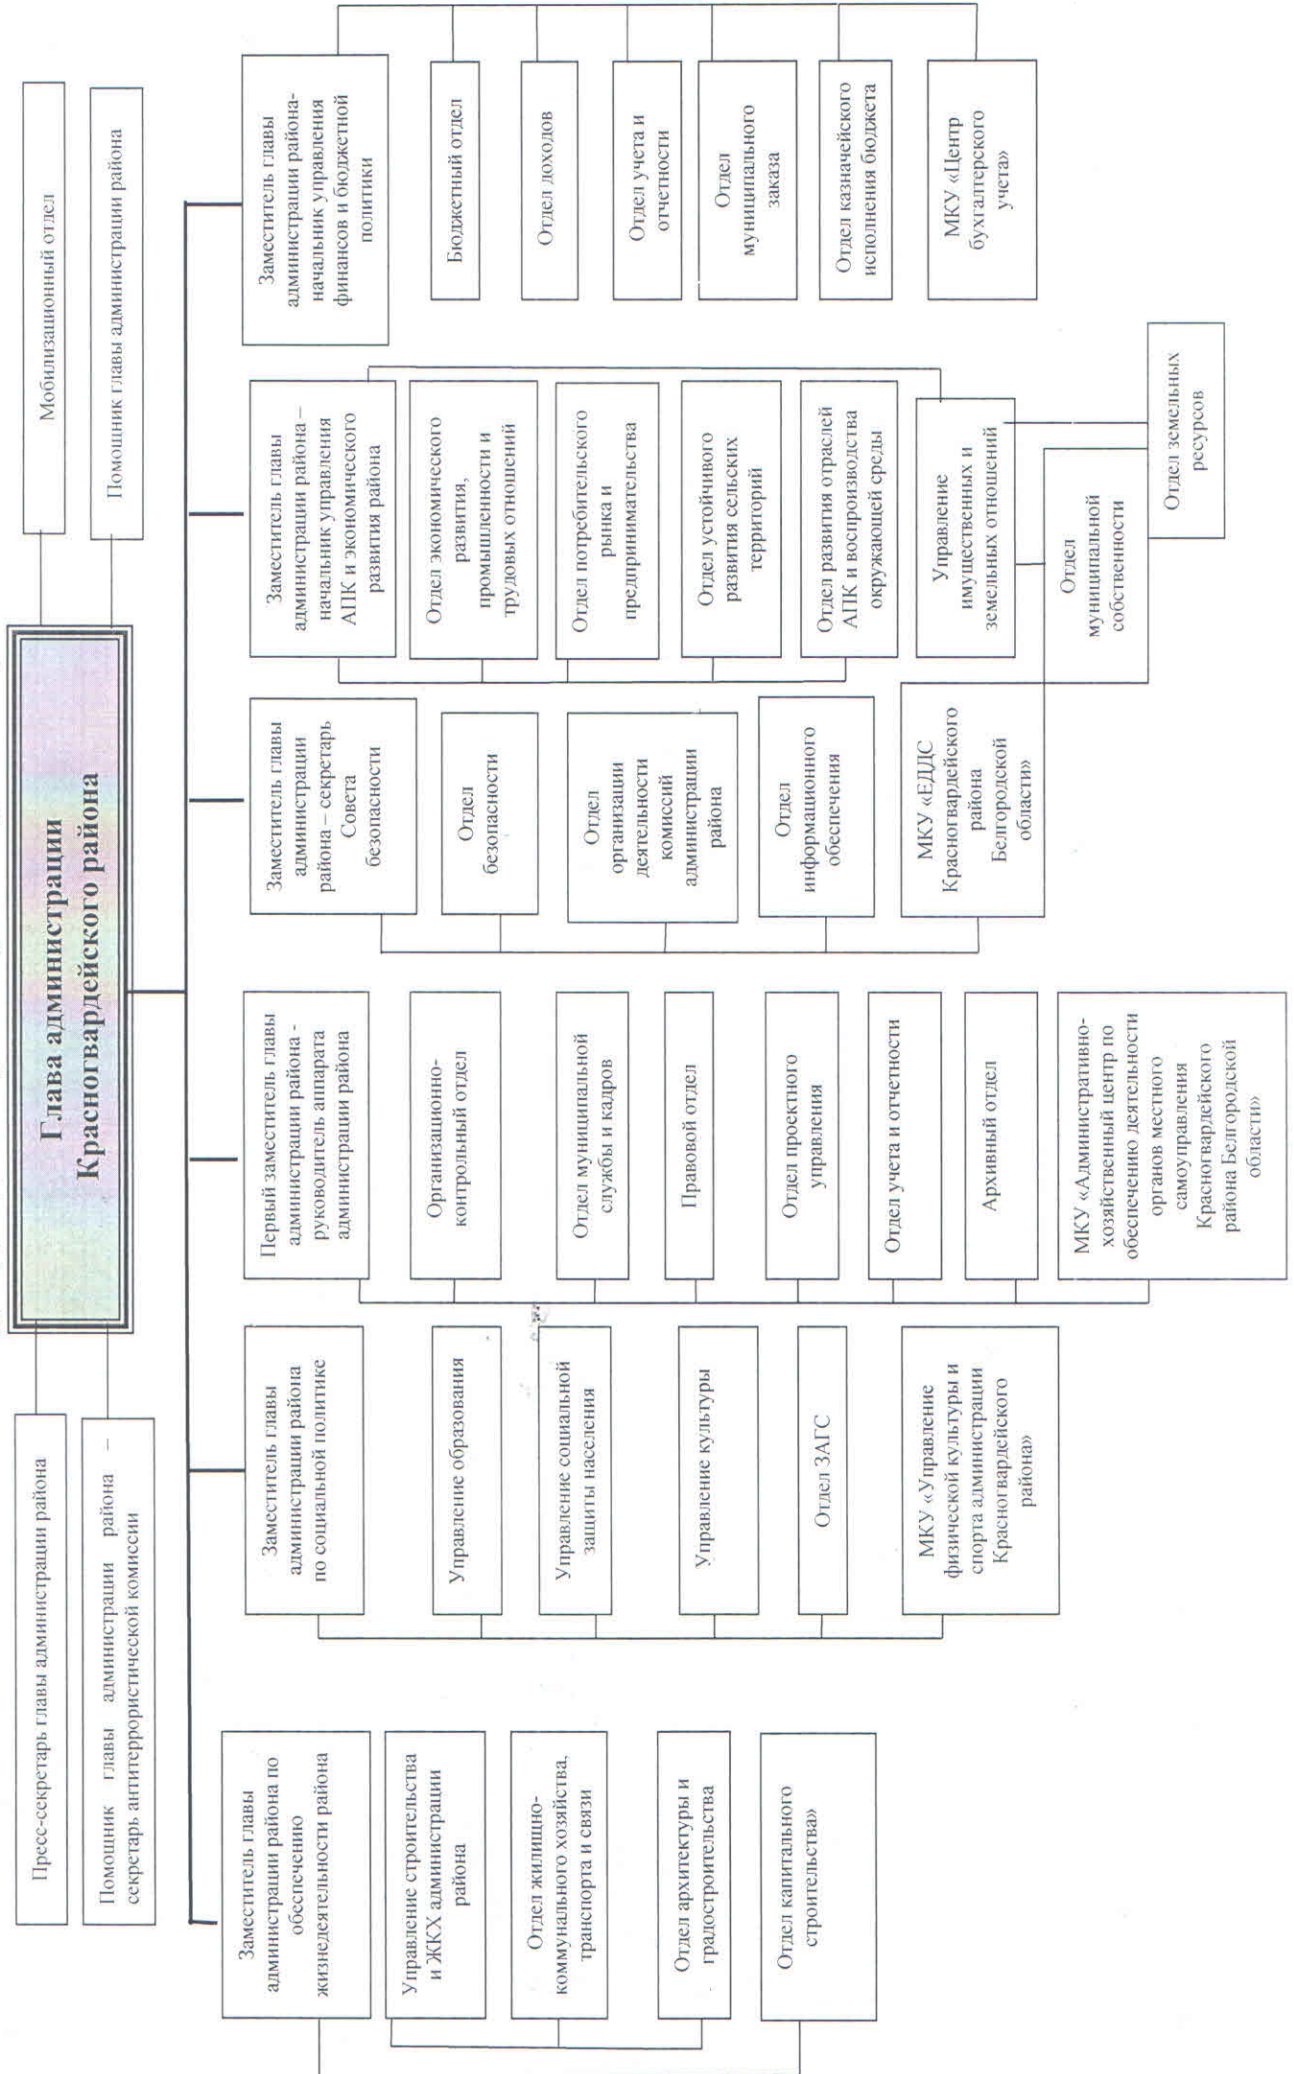 Глава администрации
Красногвардейского района
Пресс-секретарь главы администрации района
Помощник главы администрации района –
секретарь антитеррористической комиссии
Мобилизационный отдел
Помощник главы администрации района
Заместитель главы
администрации района по
обеспечению
жизнедеятельности района
Управление строительства
и ЖКХ администрации
района
Отдел жилищно-
коммунального хозяйства,
транспорта и связи
Отдел архитектуры и
градостроительства
Отдел капитального
строительства»
Заместитель главы
администрации района
по социальной политике
Управление образования
Управление социальной
защиты населения
Управление культуры
Отдел ЗАГС
МКУ «Управление
физической культуры и
спорта администрации
Красногвардейского
района»
Первый заместитель главы
администрации района -
руководитель аппарата
администрации района
Организационно-
контрольный отдел
Отдел муниципальной
службы и кадров
Правовой отдел
Отдел проектного
управления
Отдел учета и отчетности
Архивный отдел
МКУ «Административно-
хозяйственный центр по
обеспечению деятельности
органов местного
самоуправления
Красногвардейского
района Белгородской
области»
Заместитель главы
администрации
района – секретарь
Совета
безопасности
Отдел
безопасности
Отдел
организации
деятельности
комиссий
администрации
района
Отдел
информационного
обеспечения
МКУ «ЕДДС
Красногвардейского
района
Белгородской
области»
Заместитель главы
администрации района –
начальник управления
АПК и экономического
развития района
Отдел экономического
развития,
промышленности и
трудовых отношений
Отдел потребительского
рынка и
предпринимательства
Отдел устойчивого
развития сельских
территорий
Отдел развития отраслей
АПК и воспроизводства
окружающей среды
Управление
имущественных и
земельных отношений
Отдел
муниципальной
собственности
Отдел земельных
ресурсов
Заместитель главы
администрации района-
начальник управления
финансов и бюджетной
политики
Бюджетный отдел
Отдел доходов
Отдел учета и
отчетности
Отдел
муниципального
заказа
Отдел казначейского
исполнения бюджета
МКУ «Центр
бухгалтерского
учета»